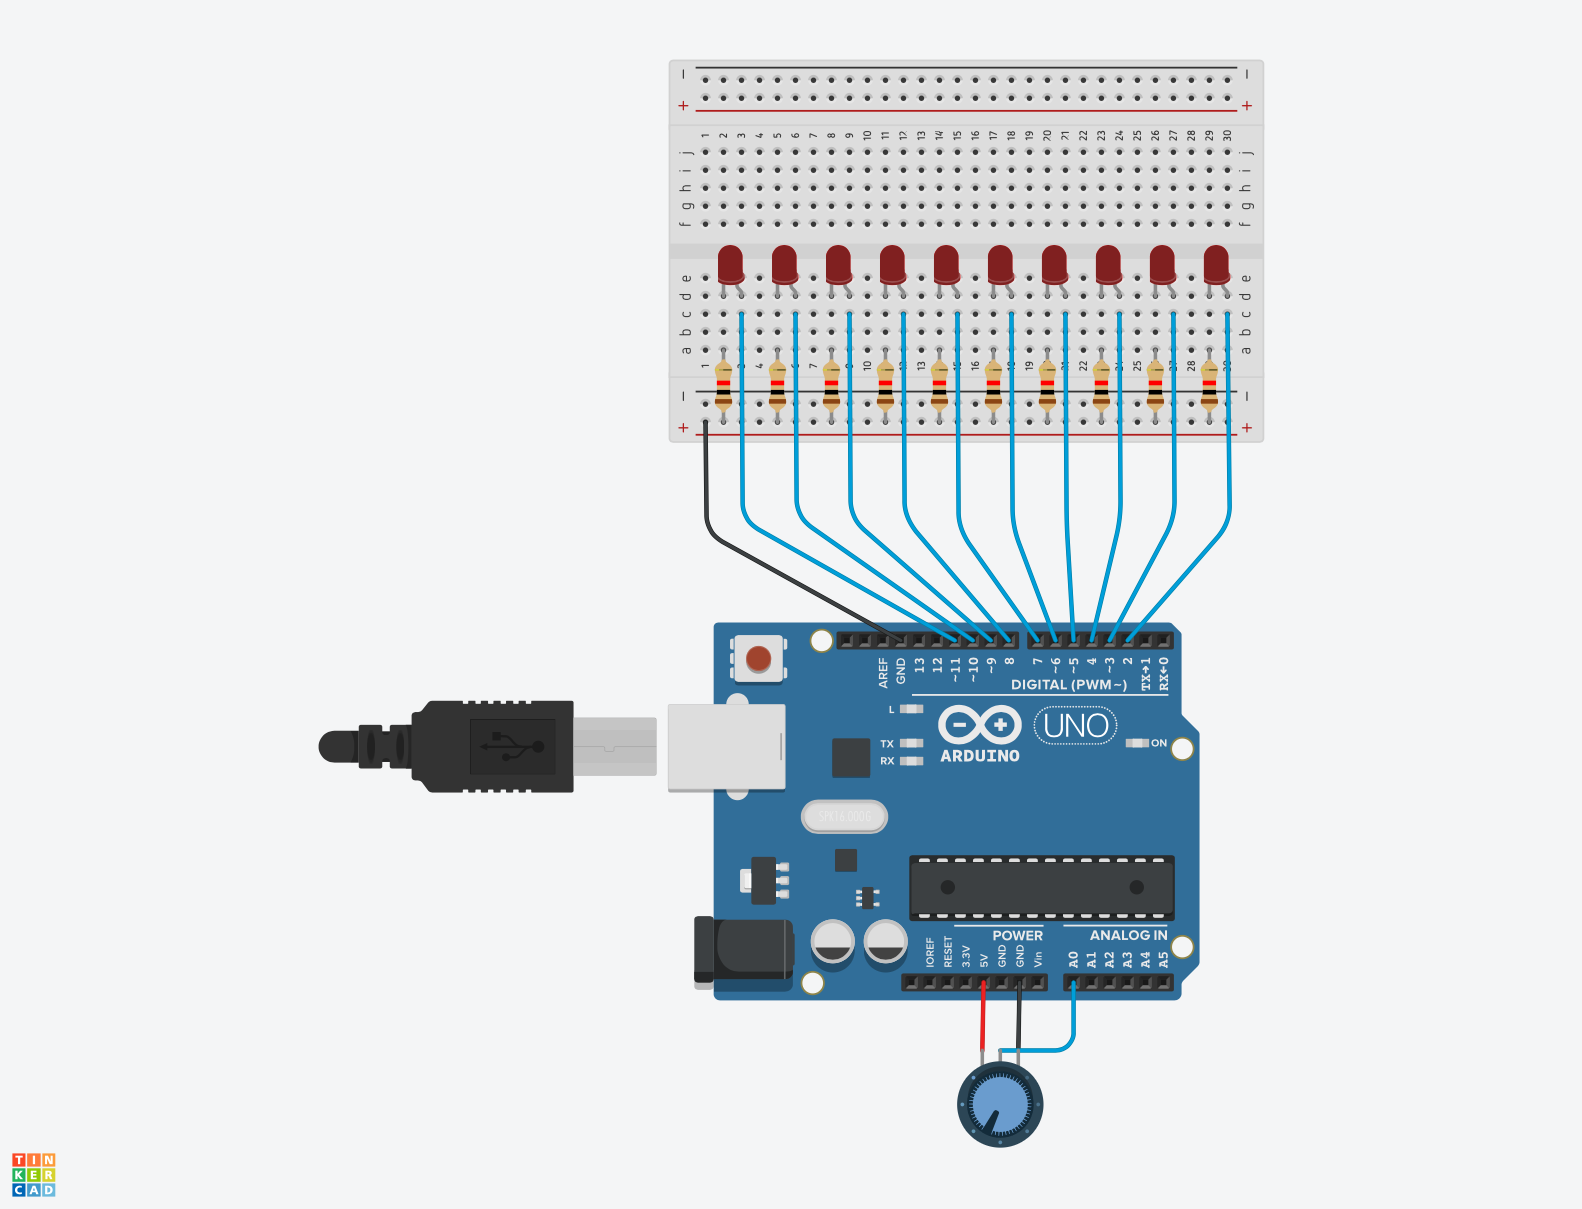 − −
+ +
1 2 3 4 5 6 7 8 9 10 11 12 13 14 15 16 17 18 19 20 21 22 23 24 25 26 27 28 29 30
j j
i i
h h
g g
f f
e e
d d
c c
b b
a a
1 4 7 10 13 16 19 22 25 28
− −
+ +
AREF GND 13 12 ~11 ~10 ~9 8 7 ~6 ~5 4 ~3 2 TX→1 RX←0
DIGITAL (PWM ~)
L
TX
RX
ARDUINO
UNO
ON
POWER
ANALOG IN
IOREF RESET 3.3V 5V GND GND Vin A0 A1 A2 A3 A4 A5
TIN
KER
CAD